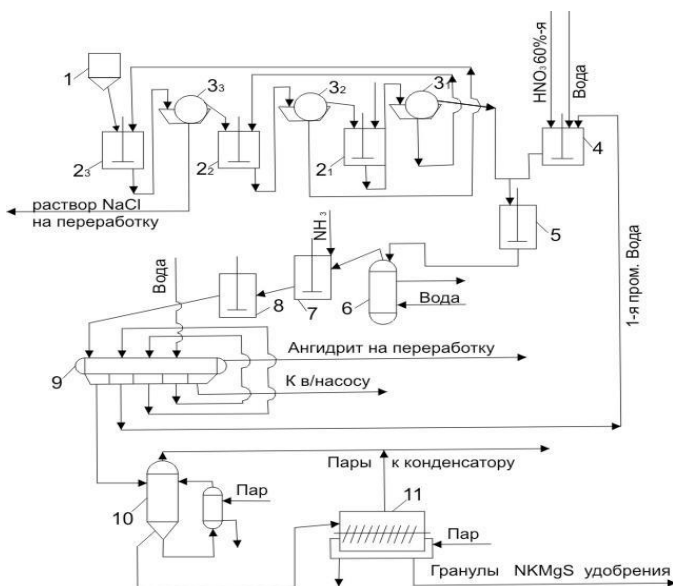 HNO₃ 60%-я
Вода
1
3₃
3₂
3₁
2₃
2₂
2₁
4
раствор NaCl
на переработку
5
1-я пром. Вода
NH₃
Вода
8
7
6
Вода
9
Ангидрит на переработку
К в/насосу
Пары к конденсатору
10
Пар
11
Пар
Гранулы NKMgS удобрения